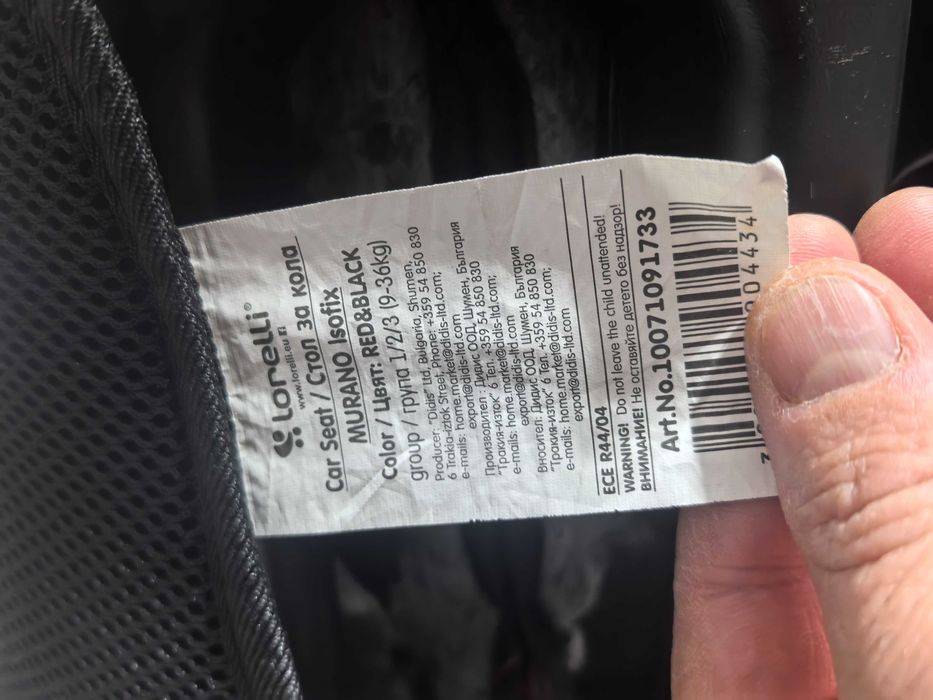 Lorelli®
www.lorelli.eu
Car Seat / Стол за кола
MURANO Isofix
Color / Цвят: RED&BLACK
group / група 1/2/3 (9-36kg)
Producer: "Didis" Ltd, Bulgaria, Shumen,
6 Trakia-iztok Street, Phone: +359 54 850 830
e-mails: home.market@didis-ltd.com;
export@didis-ltd.com
Производител: Дидис ООД, Шумен, България
"Тракия-изток" 6 Тел. +359 54 850 830
e-mails: home.market@didis-ltd.com;
export@didis-ltd.com
Вносител: Дидис ООД, Шумен, България
"Тракия-изток" 6 Тел. +359 54 850 830
e-mails: home.market@didis-ltd.com;
export@didis-ltd.com
ECE R44/04
WARNING! Do not leave the child unattended!
ВНИМАНИЕ! Не оставяйте детето без надзор!
Art.No.10071091733
04434